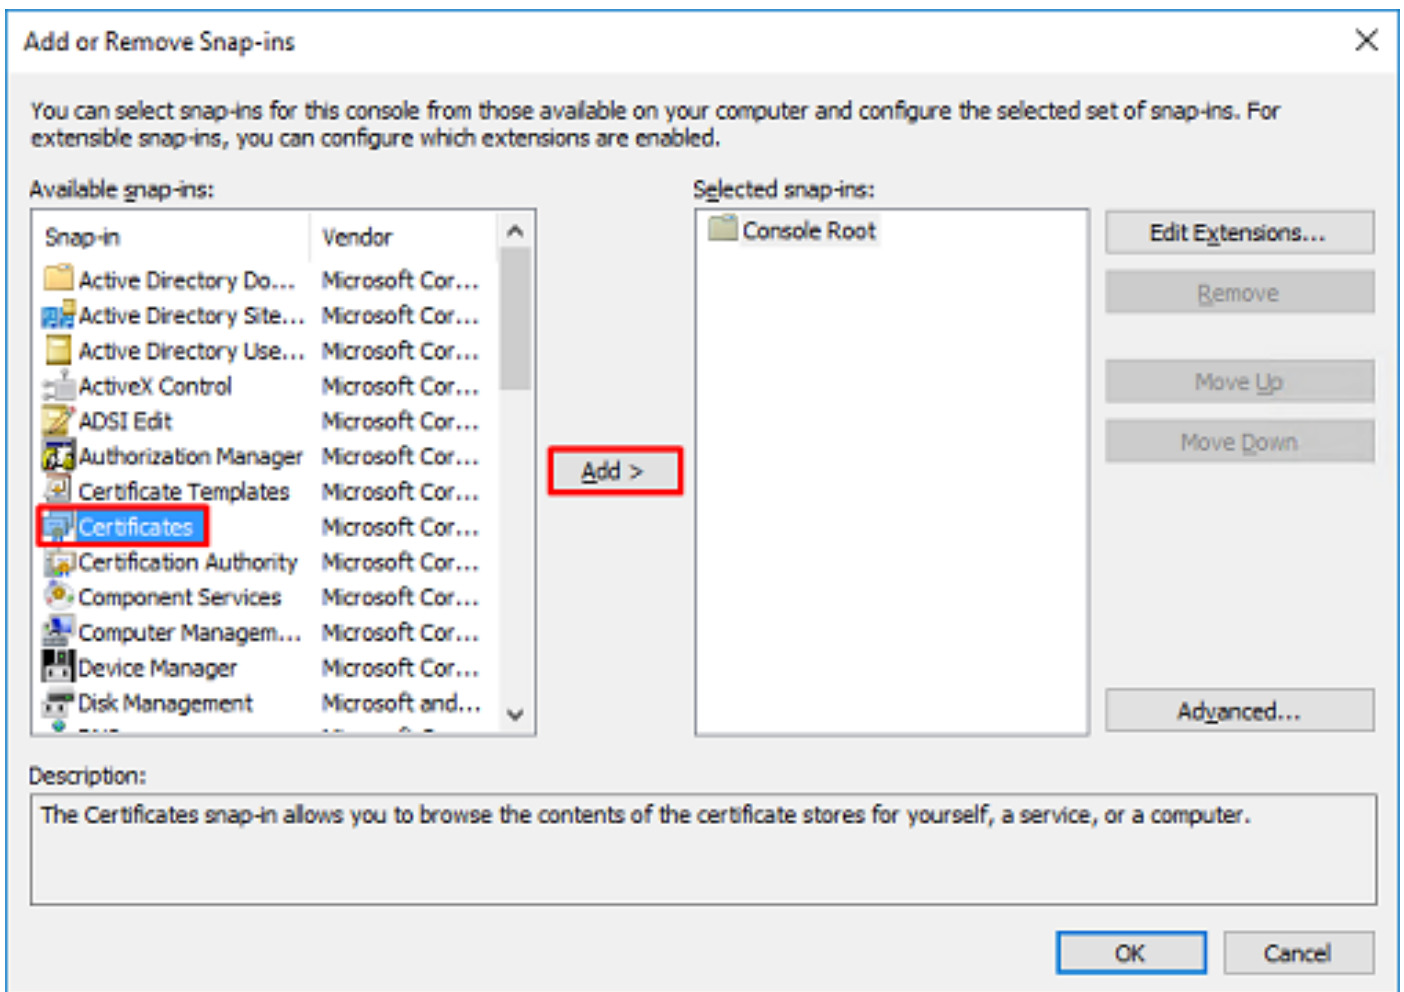 Add or Remove Snap-ins
You can select snap-ins for this console from those available on your computer and configure the selected set of snap-ins. For
extensible snap-ins, you can configure which extensions are enabled.
Available snap-ins:
Snap-in Vendor
Active Directory Do... Microsoft Cor...
Active Directory Site... Microsoft Cor...
Active Directory Use... Microsoft Cor...
ActiveX Control Microsoft Cor...
ADSI Edit Microsoft Cor...
Authorization Manager Microsoft Cor...
Certificate Templates Microsoft Cor...
Certificates Microsoft Cor...
Certification Authority Microsoft Cor...
Component Services Microsoft Cor...
Computer Managem... Microsoft Cor...
Device Manager Microsoft Cor...
Disk Management Microsoft and...
Add >
Selected snap-ins:
Console Root
Edit Extensions...
Remove
Move Up
Move Down
Advanced...
Description:
The Certificates snap-in allows you to browse the contents of the certificate stores for yourself, a service, or a computer.
OK Cancel